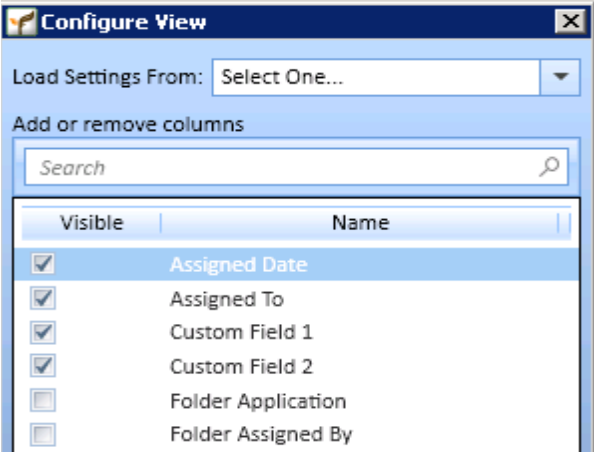 Configure View
Load Settings From: Select One...
Add or remove columns
Search
Visible Name
Assigned Date
Assigned To
Custom Field 1
Custom Field 2
Folder Application
Folder Assigned By